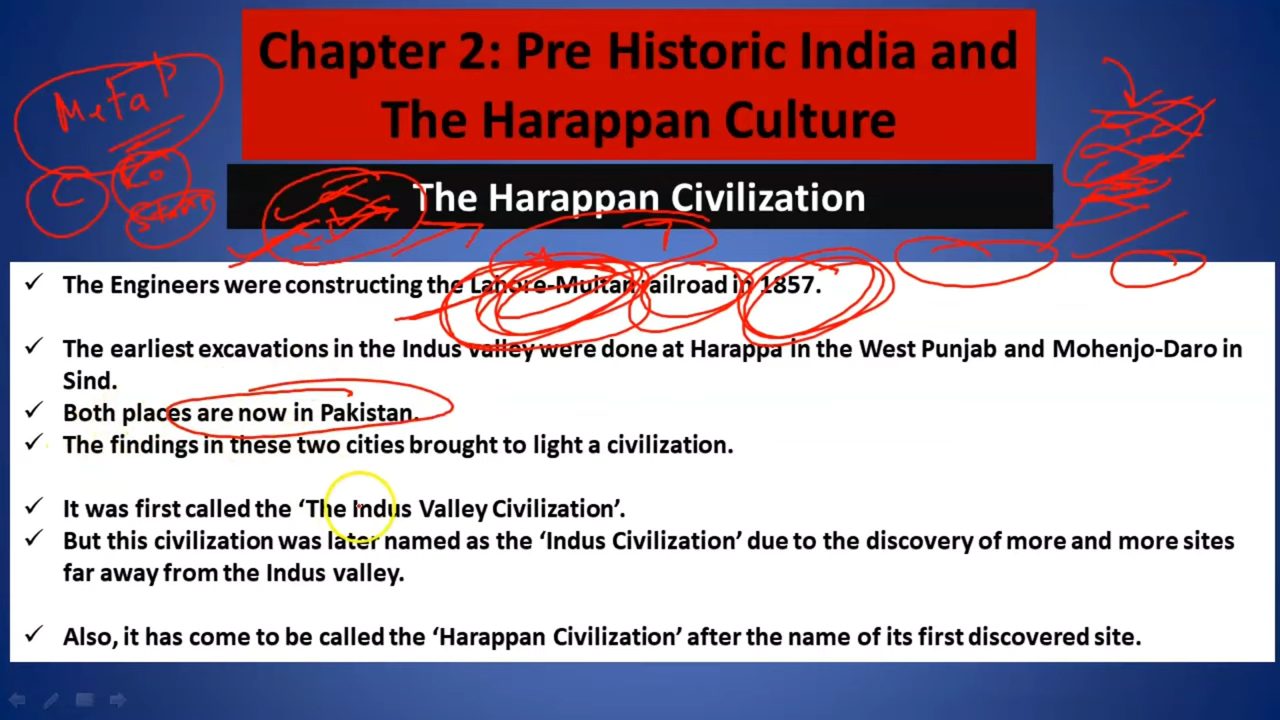 Chapter 2: Pre Historic India and
The Harappan Culture
Metal
The Harappan Civilization
✓ The Engineers were constructing the Lahore-Multan railroad in 1857.
✓ The earliest excavations in the Indus valley were done at Harappa in the West Punjab and Mohenjo-Daro in
Sind.
✓ Both places are now in Pakistan.
✓ The findings in these two cities brought to light a civilization.
✓ It was first called the ‘The Indus Valley Civilization’.
✓ But this civilization was later named as the ‘Indus Civilization’ due to the discovery of more and more sites
far away from the Indus valley.
✓ Also, it has come to be called the ‘Harappan Civilization’ after the name of its first discovered site.